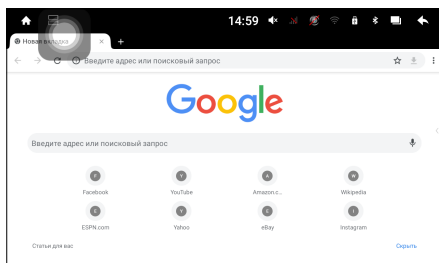 14:59
Новая вкладка
Введите адрес или поисковый запрос
Google
Введите адрес или поисковый запрос
F Y A W
Facebook YouTube Amazon.c... Wikipedia
E Y E I
ESPN.com Yahoo eBay Instagram
Статьи для вас Скрыть